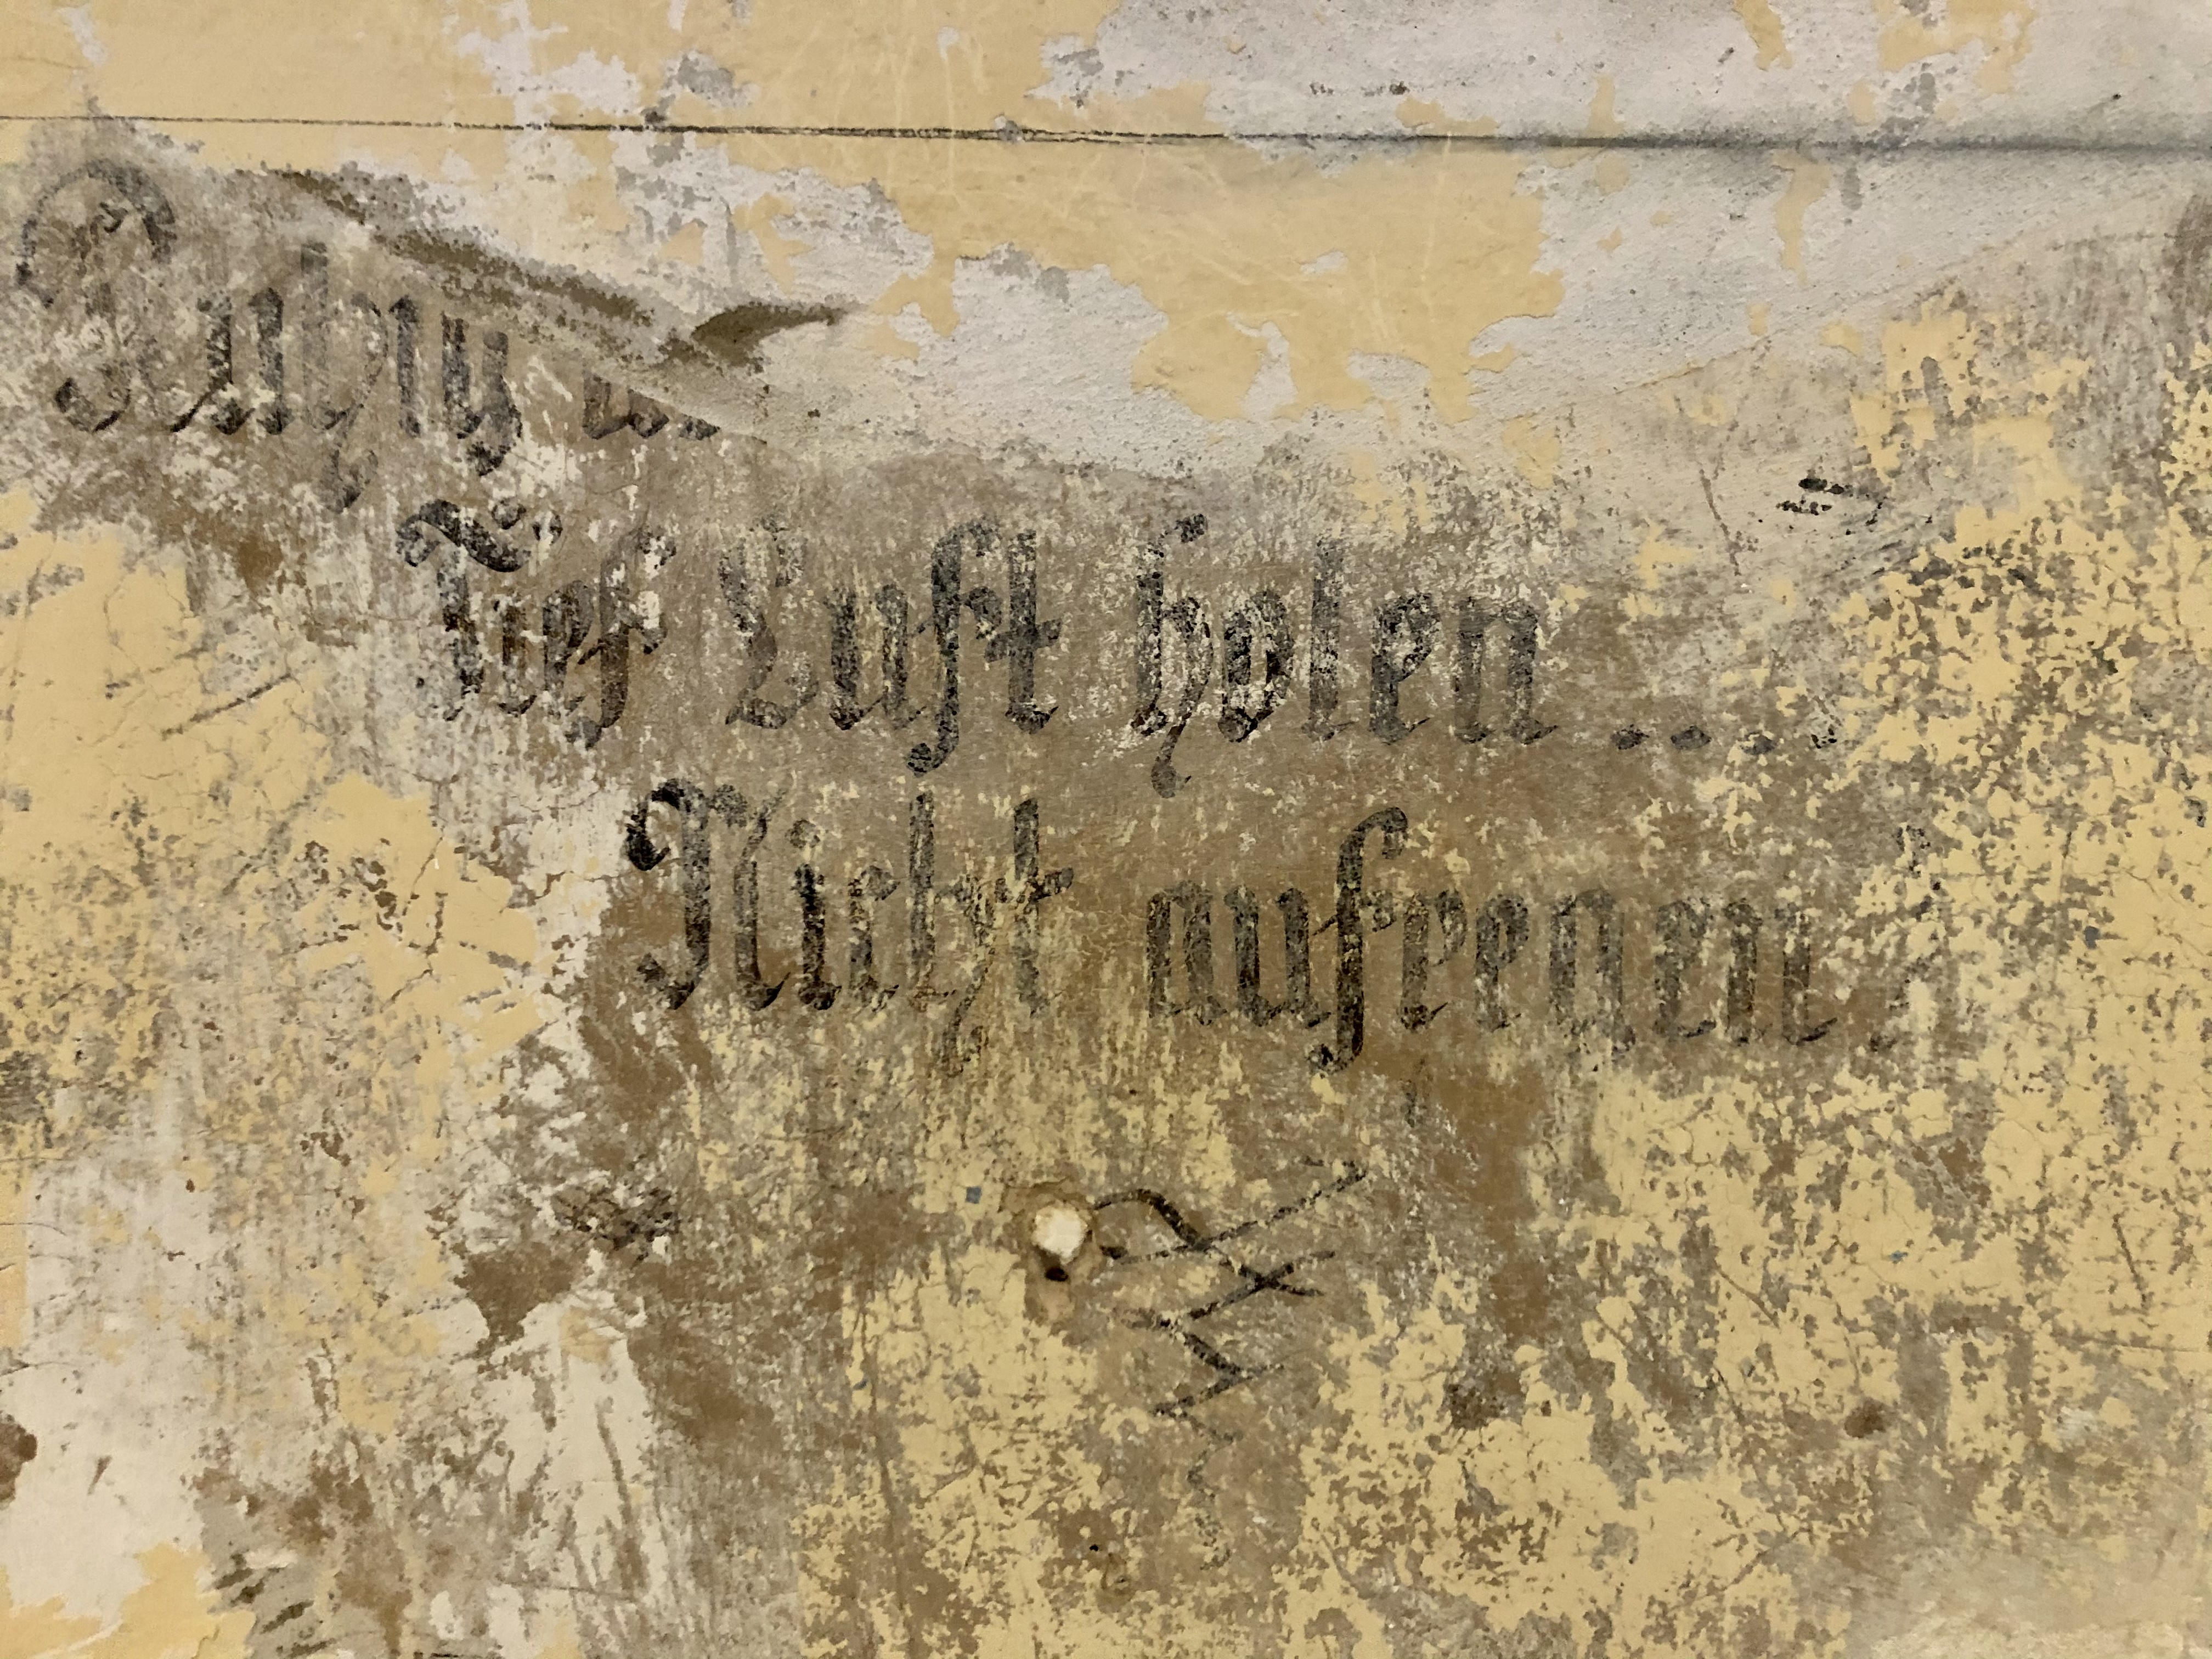 Ruhig
Tief Luft holen ...
Nicht aufregen